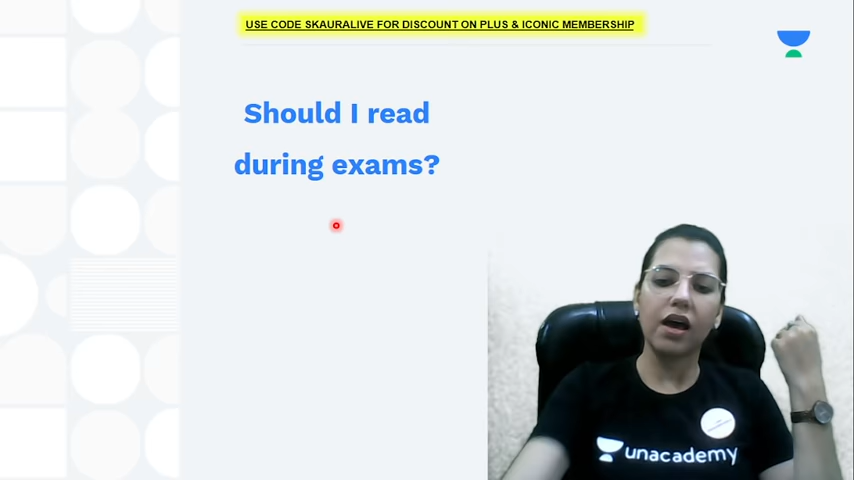 USE CODE SKAURALIVE FOR DISCOUNT ON PLUS & ICONIC MEMBERSHIP
Should I read
during exams?
unacademy